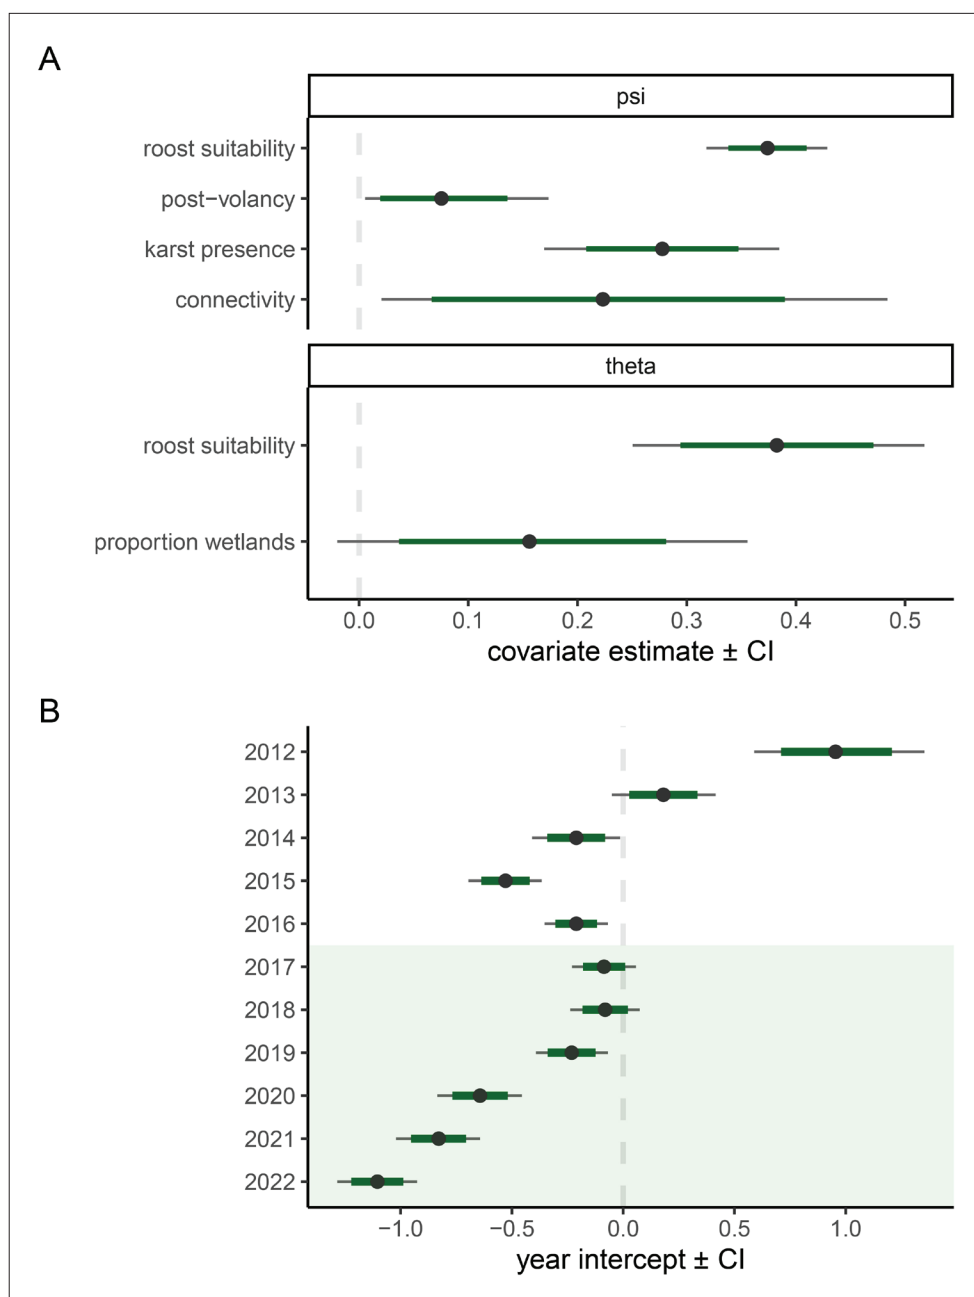 A
psi
roost suitability
post−volancy
karst presence
connectivity
theta
roost suitability
proportion wetlands
0.0 0.1 0.2 0.3 0.4 0.5
covariate estimate ± CI
B
2012
2013
2014
2015
2016
2017
2018
2019
2020
2021
2022
−1.0 −0.5 0.0 0.5 1.0
year intercept ± CI